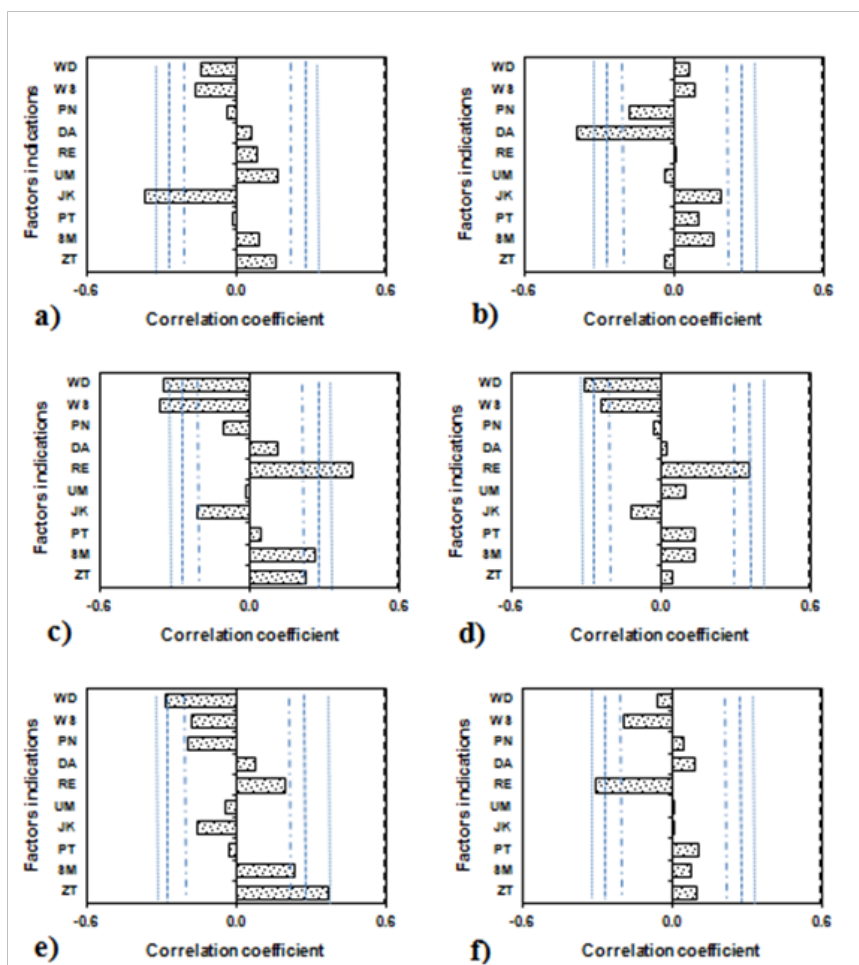 WD
W8
PN
DA
RE
UM
JK
PT
8M
ZT
Factors indications
-0.6 0.0 0.6
a) Correlation coefficient
WD
W8
PN
DA
RE
UM
JK
PT
8M
ZT
Factors indications
-0.6 0.0 0.6
b) Correlation coefficient
WD
W8
PN
DA
RE
UM
JK
PT
8M
ZT
Factors indications
-0.6 0.0 0.6
c) Correlation coefficient
WD
W8
PN
DA
RE
UM
JK
PT
8M
ZT
Factors indications
-0.6 0.0 0.6
d) Correlation coefficient
WD
W8
PN
DA
RE
UM
JK
PT
8M
ZT
Factors indications
-0.6 0.0 0.6
e) Correlation coefficient
WD
W8
PN
DA
RE
UM
JK
PT
8M
ZT
Factors indications
-0.6 0.0 0.6
f) Correlation coefficient